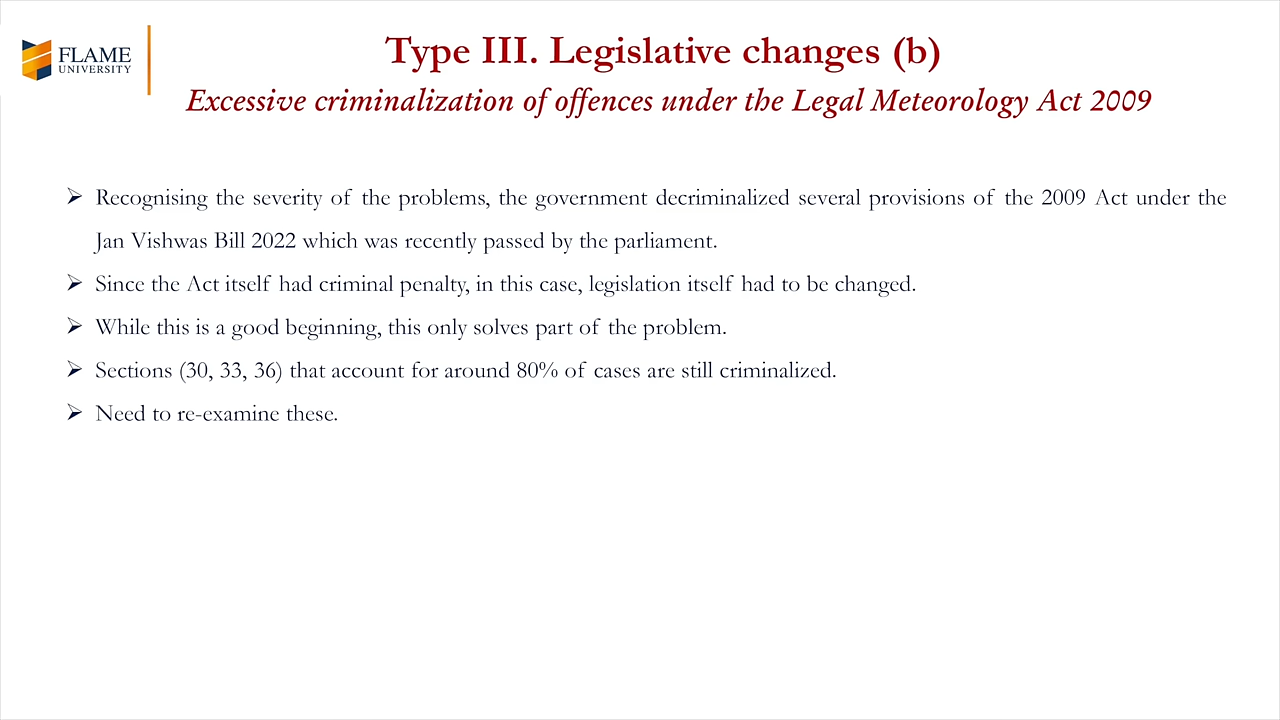 FLAME
UNIVERSITY
Type III. Legislative changes (b)
Excessive criminalization of offences under the Legal Meteorology Act 2009
➢ Recognising the severity of the problems, the government decriminalized several provisions of the 2009 Act under the
Jan Vishwas Bill 2022 which was recently passed by the parliament.
➢ Since the Act itself had criminal penalty, in this case, legislation itself had to be changed.
➢ While this is a good beginning, this only solves part of the problem.
➢ Sections (30, 33, 36) that account for around 80% of cases are still criminalized.
➢ Need to re-examine these.